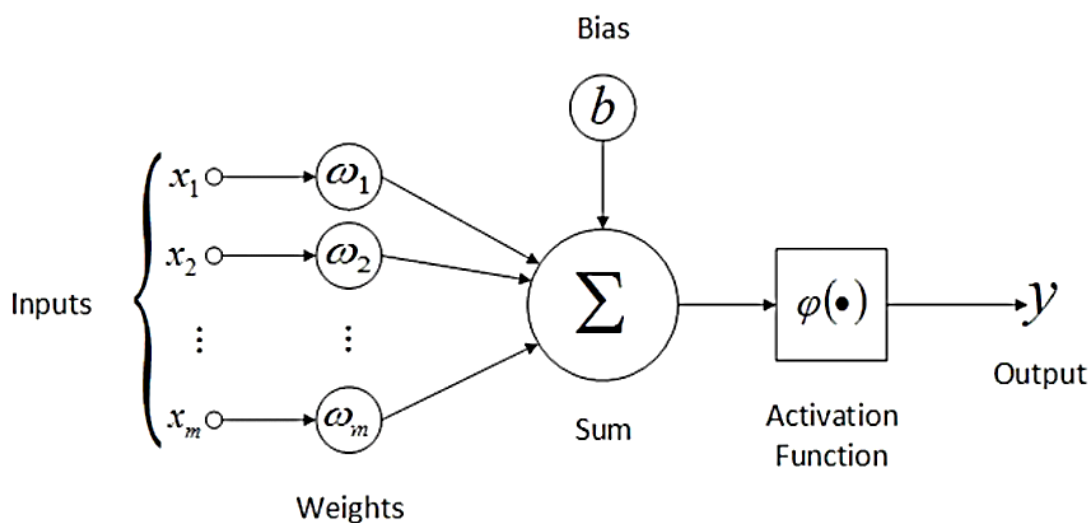 Bias
b
x₁ ω₁
x₂ ω₂
Inputs
⋮ ⋮
∑ φ(•) y
Output
xₘ ωₘ
Sum
Activation
Function
Weights